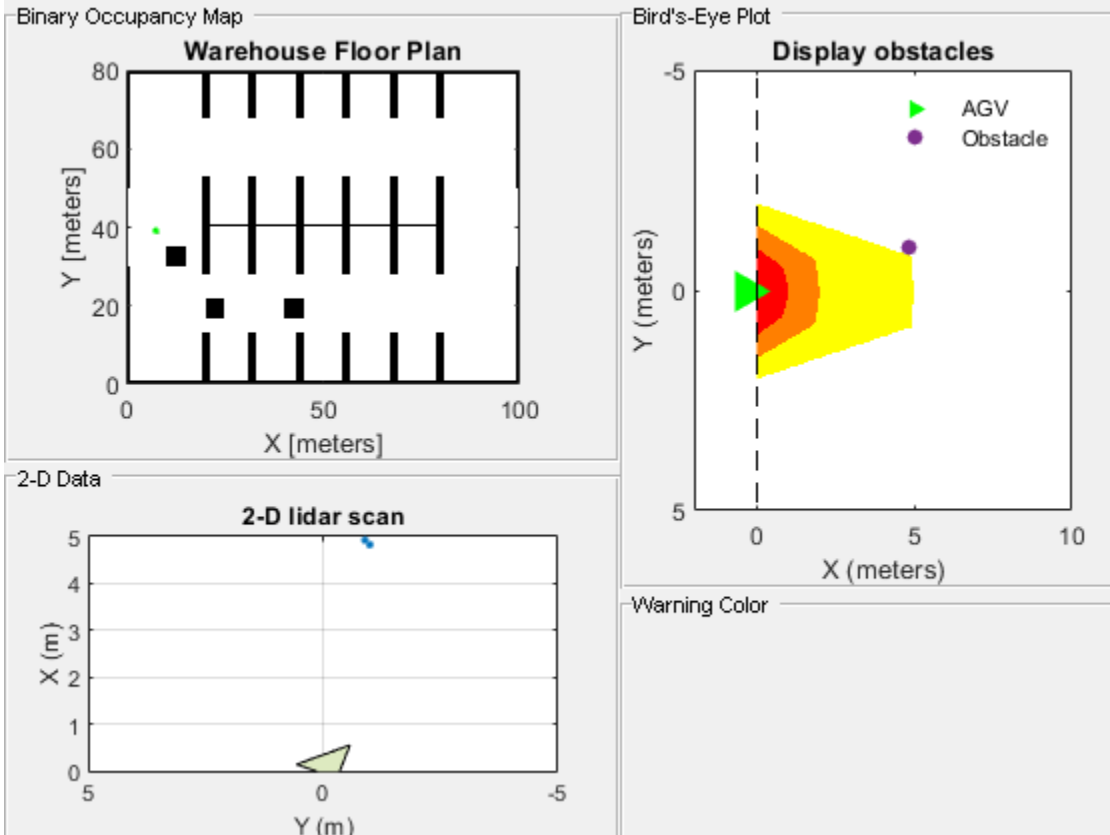 Binary Occupancy Map
Warehouse Floor Plan
80
60
40
20
0
Y [meters]
0 50 100
X [meters]
Bird's-Eye Plot
Display obstacles
-5
0
5
Y (meters)
AGV
Obstacle
0 5 10
X (meters)
2-D Data
2-D lidar scan
5
4
3
2
1
0
X (m)
5 0 -5
Y (m)
Warning Color